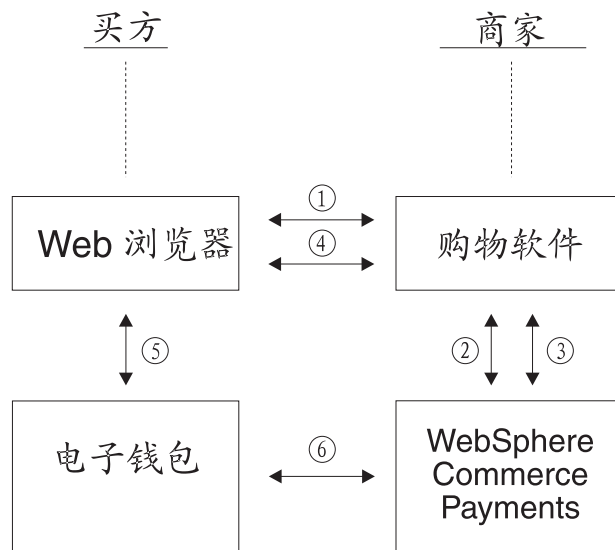 买方
商家
①
Web 浏览器
④
购物软件
⑤
②
③
电子钱包
⑥
WebSphere
Commerce
Payments